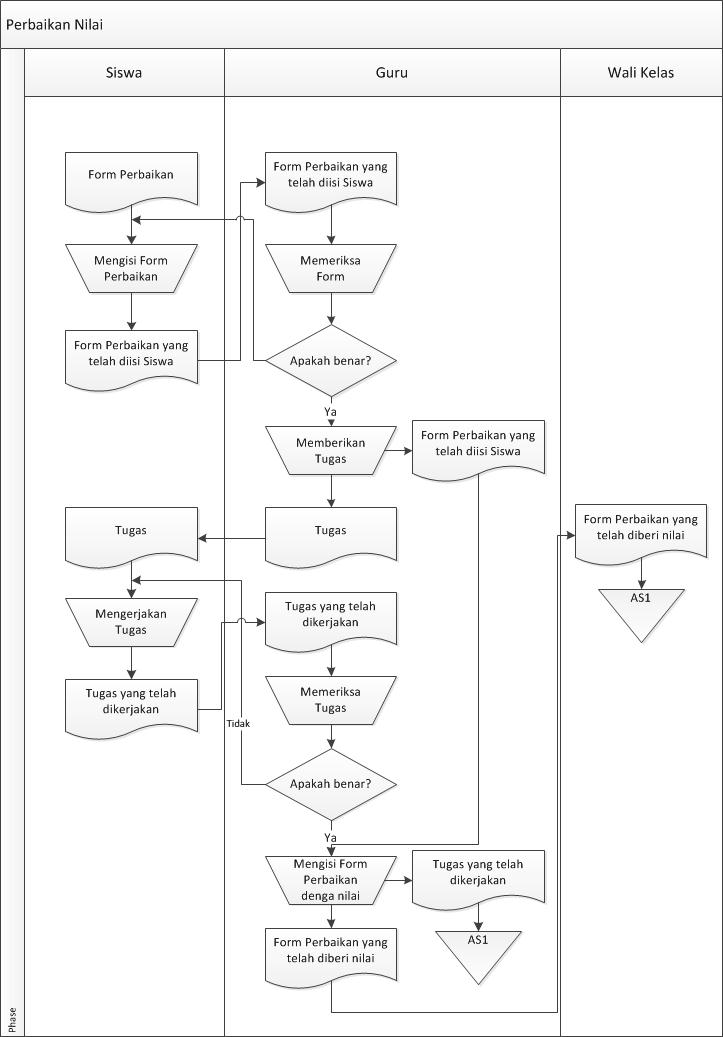 Perbaikan Nilai
Siswa
Guru
Wali Kelas
Form Perbaikan
Form Perbaikan yang
telah diisi Siswa
Mengisi Form
Perbaikan
Memeriksa
Form
Form Perbaikan yang
telah diisi Siswa
Apakah benar?
Ya
Memberikan
Tugas
Form Perbaikan yang
telah diisi Siswa
Tugas
Tugas
Form Perbaikan yang
telah diberi nilai
AS1
Mengerjakan
Tugas
Tugas yang telah
dikerjakan
Tugas yang telah
dikerjakan
Memeriksa
Tugas
Tidak
Apakah benar?
Ya
Mengisi Form
Perbaikan
denga nilai
Tugas yang telah
dikerjakan
Form Perbaikan yang
telah diberi nilai
AS1
Phase